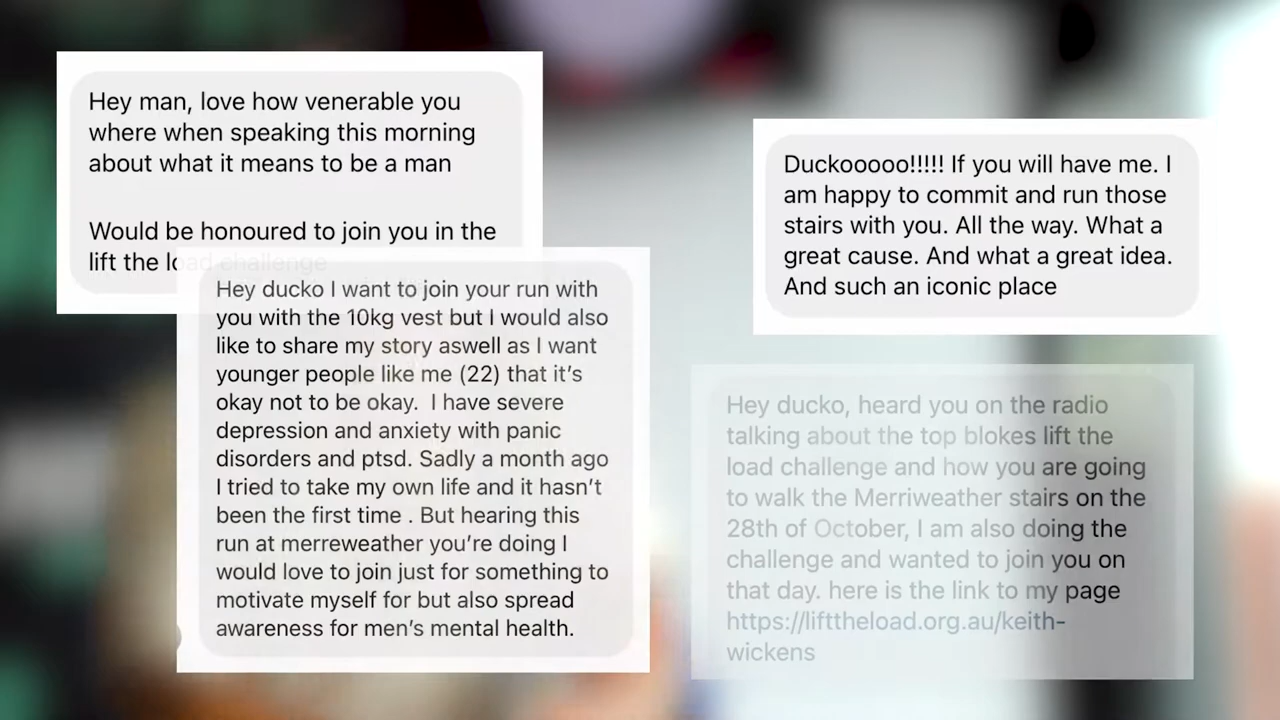 Hey man, love how venerable you
where when speaking this morning
about what it means to be a man
Would be honoured to join you in the
lift the load challenge
Hey ducko I want to join your run with
you with the 10kg vest but I would also
like to share my story aswell as I want
younger people like me (22) that it's
okay not to be okay.  I have severe
depression and anxiety with panic
disorders and ptsd. Sadly a month ago
I tried to take my own life and it hasn't
been the first time . But hearing this
run at merreweather you're doing I
would love to join just for something to
motivate myself for but also spread
awareness for men's mental health.
Duckooooo!!!!! If you will have me. I
am happy to commit and run those
stairs with you. All the way. What a
great cause. And what a great idea.
And such an iconic place
Hey ducko, heard you on the radio
talking about the top blokes lift the
load challenge and how you are going
to walk the Merriweather stairs on the
28th of October, I am also doing the
challenge and wanted to join you on
that day. here is the link to my page
https://lifttheload.org.au/keith-
wickens